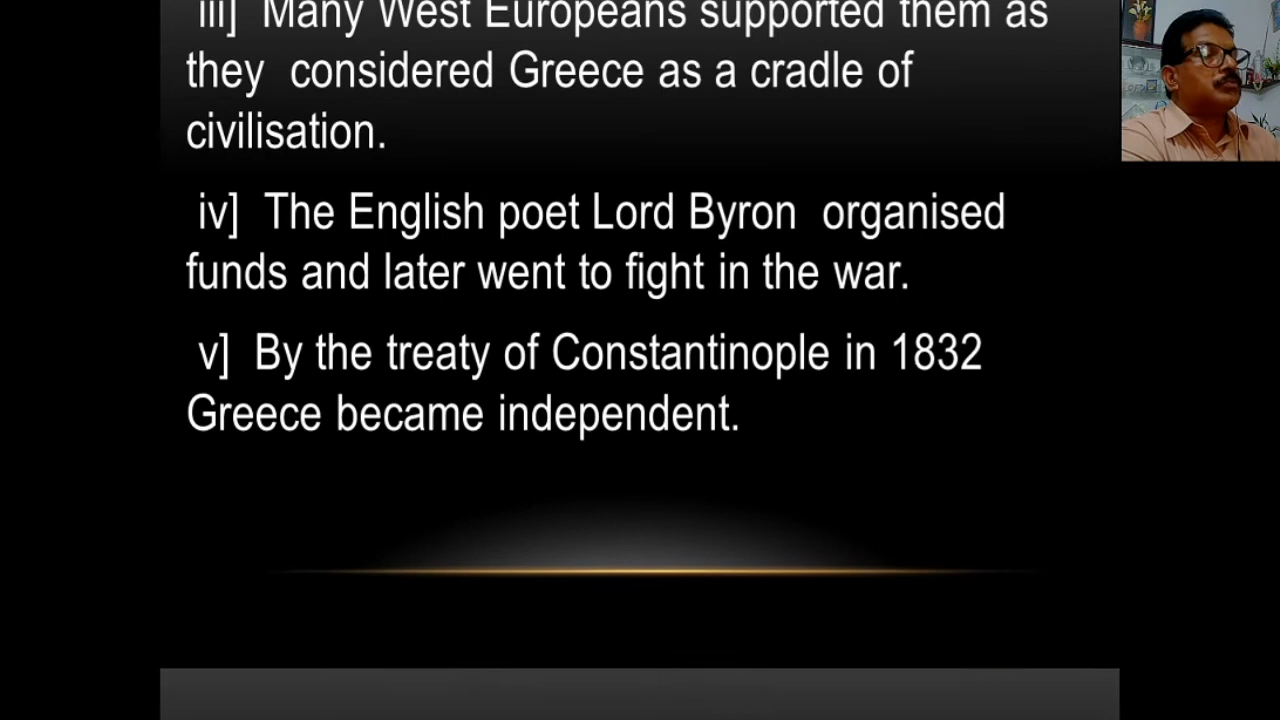 iii] Many West Europeans supported them as
they considered Greece as a cradle of
civilisation.
iv] The English poet Lord Byron organised
funds and later went to fight in the war.
v] By the treaty of Constantinople in 1832
Greece became independent.